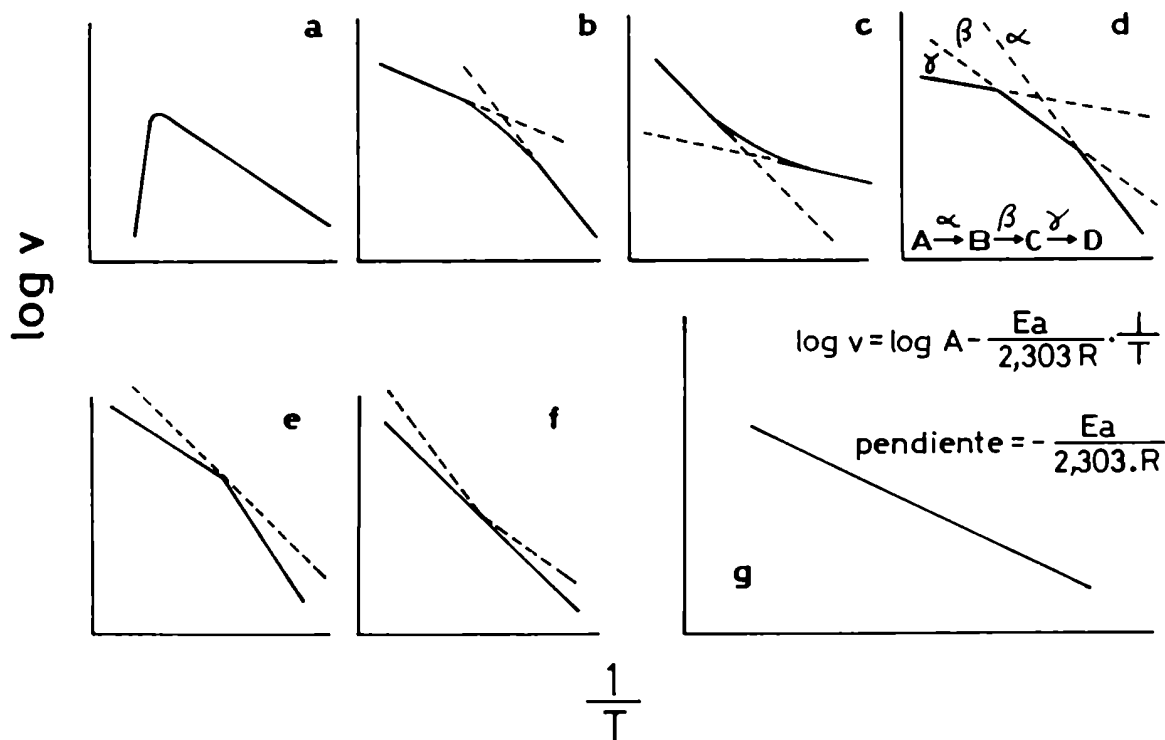 a
b
c
d
γ β α
A α→ B β→ C γ→ D
log v
log v = log A - Ea/2,303 R · 1/T
pendiente = - Ea/2,303.R
e
f
g
1/T